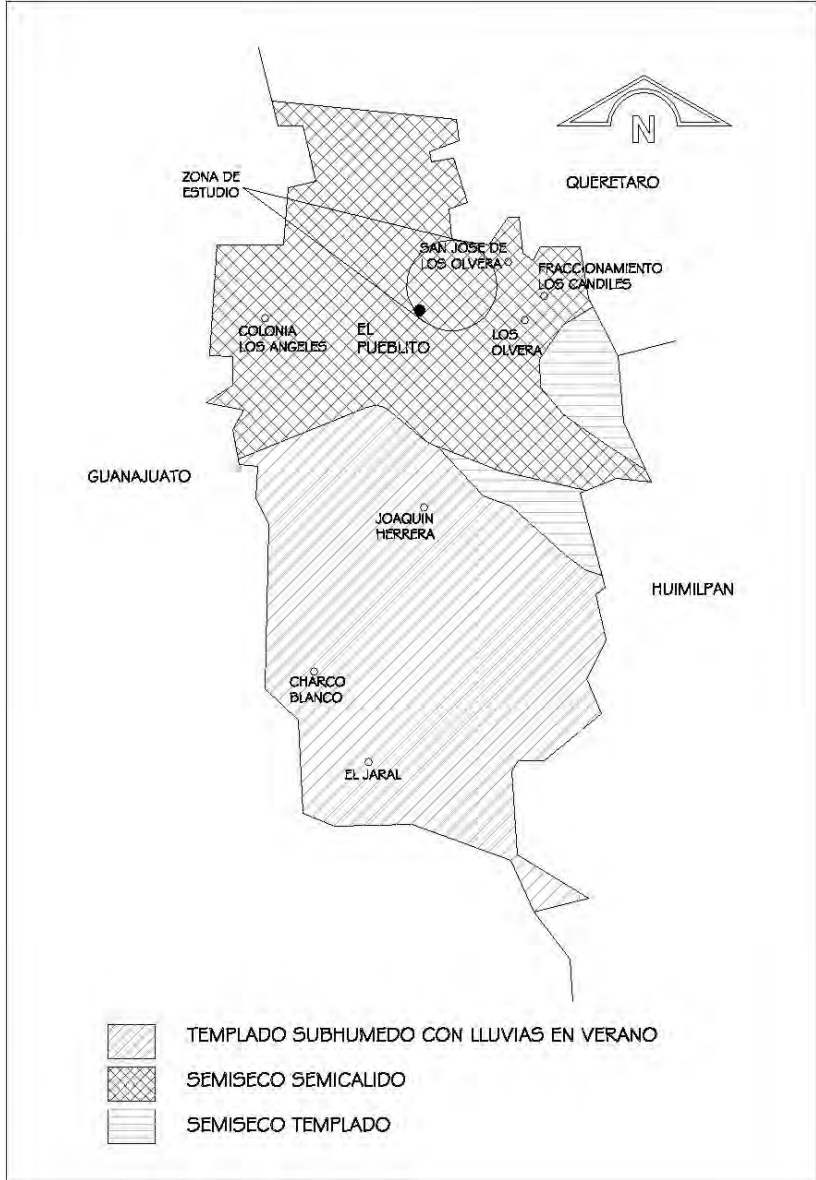 N
QUERETARO
ZONA DE
ESTUDIO
SAN JOSE DE
LOS OLVERA
FRACCIONAMIENTO
LOS CANDILES
COLONIA
LOS ANGELES
EL
PUEBLITO
LOS
OLVERA
GUANAJUATO
JOAQUIN
HERRERA
HUIMILPAN
CHARCO
BLANCO
EL JARAL
TEMPLADO SUBHUMEDO CON LLUVIAS EN VERANO
SEMISECO SEMICALIDO
SEMISECO TEMPLADO